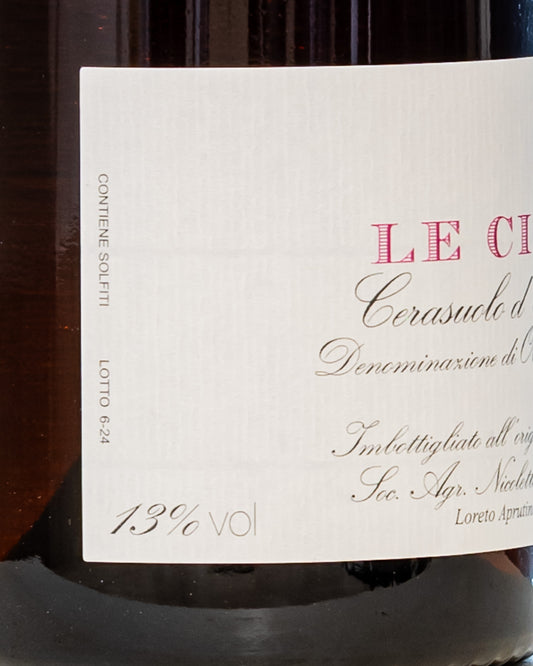 CONTIENE SOLFITI
LOTTO 6-24
LE CI
Cerasuolo d
Denominazione di
Imbottigliato all'orig
Soc. Agr. Nicolett
Loreto Aprutin
13% vol